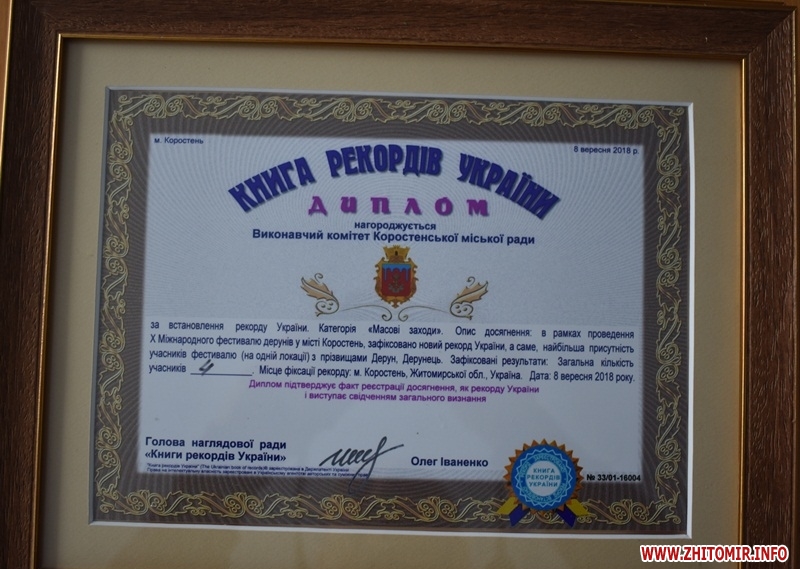 м. Коростень
8 вересня 2018 р.
КНИГА РЕКОРДІВ УКРАЇНИ
ДИПЛОМ
нагороджується
Виконавчий комітет Коростенської міської ради
за встановлення рекорду України. Категорія «Масові заходи». Опис досягнення: в рамках проведення
Х Міжнародного фестивалю дерунів у місті Коростень, зафіксовано новий рекорд України, а саме, найбільша присутність
учасників фестивалю (на одній локації) з прізвищами Дерун, Дерунець. Зафіксовані результати: Загальна кількість
учасників 4. Місце фіксації рекорду: м. Коростень, Житомирської обл., Україна. Дата: 8 вересня 2018 року.
Диплом підтверджує факт реєстрації досягнення, як рекорду України
і виступає свідченням загального визнання
Голова наглядової ради
«Книги рекордів України»
Олег Іваненко
КНИГА
РЕКОРДІВ
УКРАЇНИ
№ 33/01-16004
WWW.ZHITOMIR.INFO